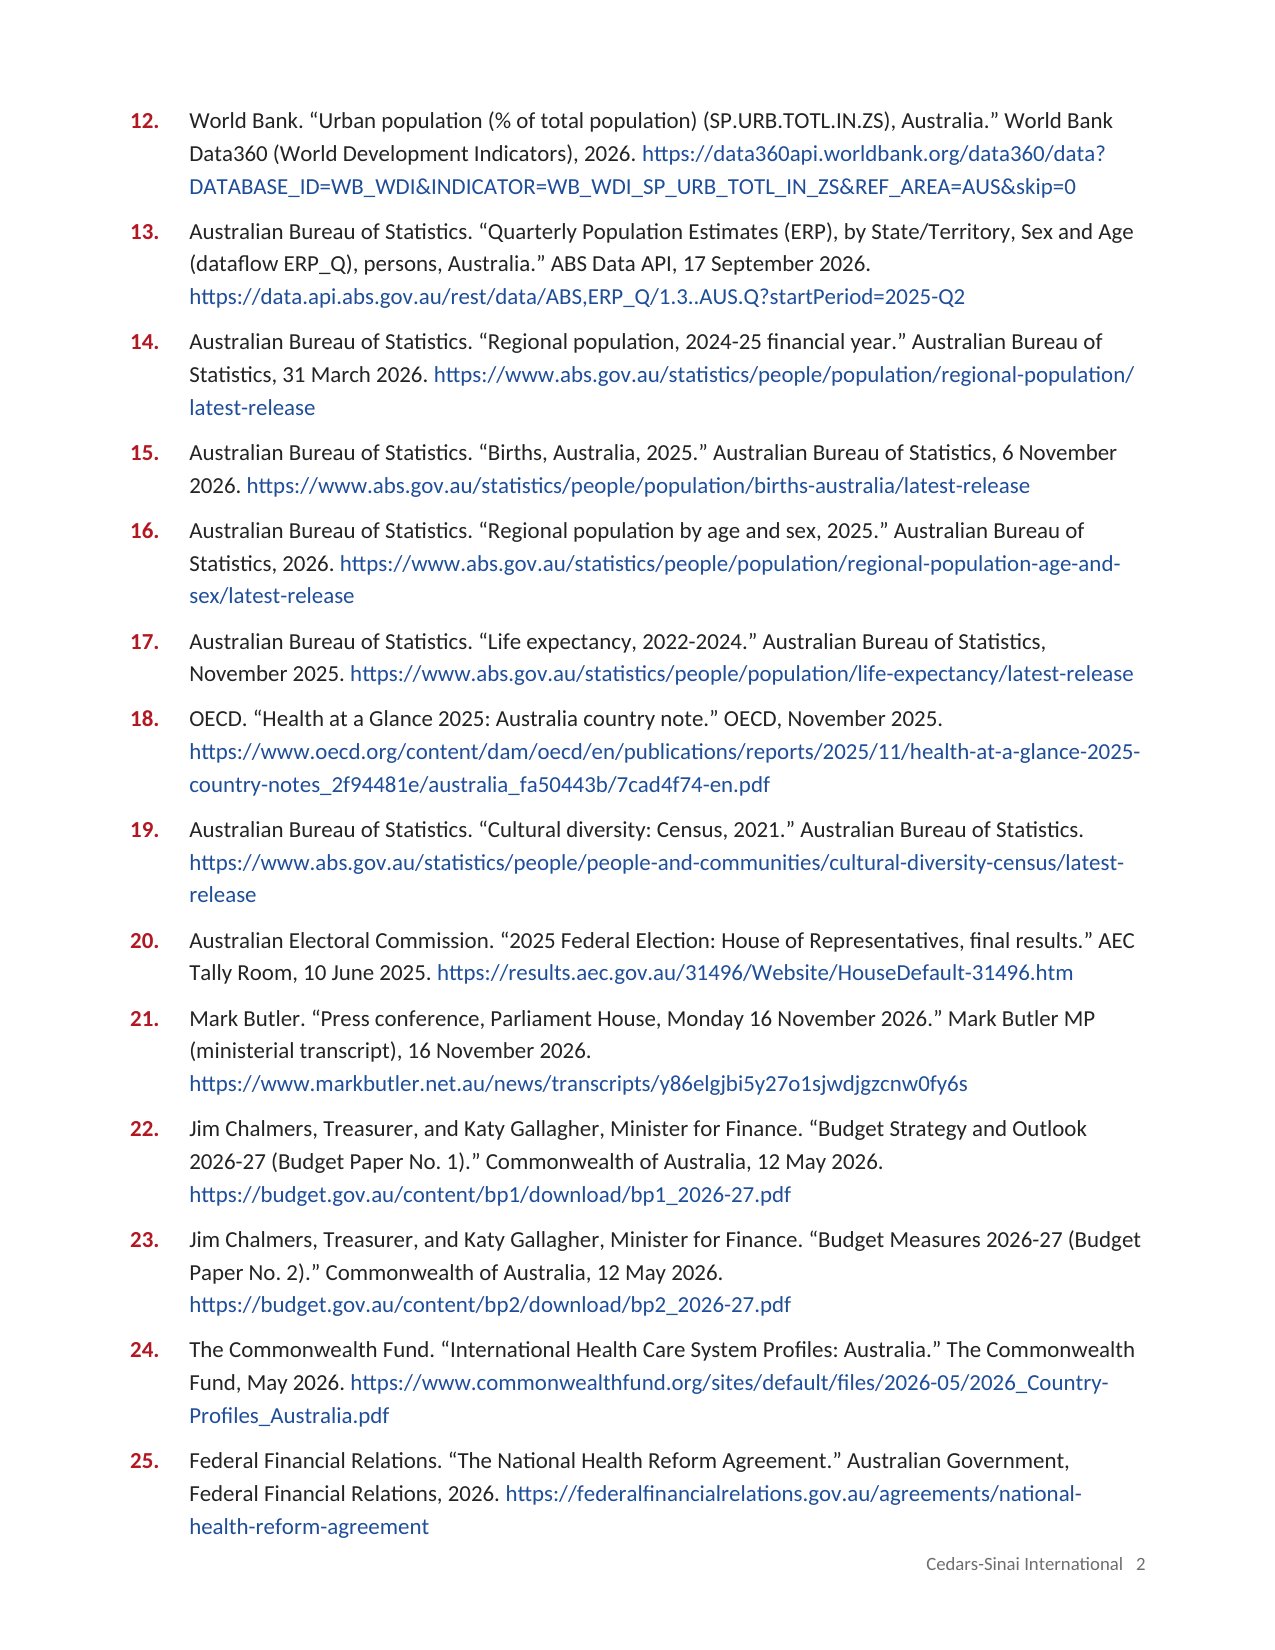 12. World Bank. “Urban population (% of total population) (SP.URB.TOTL.IN.ZS), Australia.” World Bank
Data360 (World Development Indicators), 2026. https://data360api.worldbank.org/data360/data?
DATABASE_ID=WB_WDI&INDICATOR=WB_WDI_SP_URB_TOTL_IN_ZS&REF_AREA=AUS&skip=0
13. Australian Bureau of Statistics. “Quarterly Population Estimates (ERP), by State/Territory, Sex and Age
(dataflow ERP_Q), persons, Australia.” ABS Data API, 17 September 2026.
https://data.api.abs.gov.au/rest/data/ABS,ERP_Q/1.3..AUS.Q?startPeriod=2025-Q2
14. Australian Bureau of Statistics. “Regional population, 2024-25 financial year.” Australian Bureau of
Statistics, 31 March 2026. https://www.abs.gov.au/statistics/people/population/regional-population/
latest-release
15. Australian Bureau of Statistics. “Births, Australia, 2025.” Australian Bureau of Statistics, 6 November
2026. https://www.abs.gov.au/statistics/people/population/births-australia/latest-release
16. Australian Bureau of Statistics. “Regional population by age and sex, 2025.” Australian Bureau of
Statistics, 2026. https://www.abs.gov.au/statistics/people/population/regional-population-age-and-
sex/latest-release
17. Australian Bureau of Statistics. “Life expectancy, 2022-2024.” Australian Bureau of Statistics,
November 2025. https://www.abs.gov.au/statistics/people/population/life-expectancy/latest-release
18. OECD. “Health at a Glance 2025: Australia country note.” OECD, November 2025.
https://www.oecd.org/content/dam/oecd/en/publications/reports/2025/11/health-at-a-glance-2025-
country-notes_2f94481e/australia_fa50443b/7cad4f74-en.pdf
19. Australian Bureau of Statistics. “Cultural diversity: Census, 2021.” Australian Bureau of Statistics.
https://www.abs.gov.au/statistics/people/people-and-communities/cultural-diversity-census/latest-
release
20. Australian Electoral Commission. “2025 Federal Election: House of Representatives, final results.” AEC
Tally Room, 10 June 2025. https://results.aec.gov.au/31496/Website/HouseDefault-31496.htm
21. Mark Butler. “Press conference, Parliament House, Monday 16 November 2026.” Mark Butler MP
(ministerial transcript), 16 November 2026.
https://www.markbutler.net.au/news/transcripts/y86elgjbi5y27o1sjwdjgzcnw0fy6s
22. Jim Chalmers, Treasurer, and Katy Gallagher, Minister for Finance. “Budget Strategy and Outlook
2026-27 (Budget Paper No. 1).” Commonwealth of Australia, 12 May 2026.
https://budget.gov.au/content/bp1/download/bp1_2026-27.pdf
23. Jim Chalmers, Treasurer, and Katy Gallagher, Minister for Finance. “Budget Measures 2026-27 (Budget
Paper No. 2).” Commonwealth of Australia, 12 May 2026.
https://budget.gov.au/content/bp2/download/bp2_2026-27.pdf
24. The Commonwealth Fund. “International Health Care System Profiles: Australia.” The Commonwealth
Fund, May 2026. https://www.commonwealthfund.org/sites/default/files/2026-05/2026_Country-
Profiles_Australia.pdf
25. Federal Financial Relations. “The National Health Reform Agreement.” Australian Government,
Federal Financial Relations, 2026. https://federalfinancialrelations.gov.au/agreements/national-
health-reform-agreement
Cedars-Sinai International 2